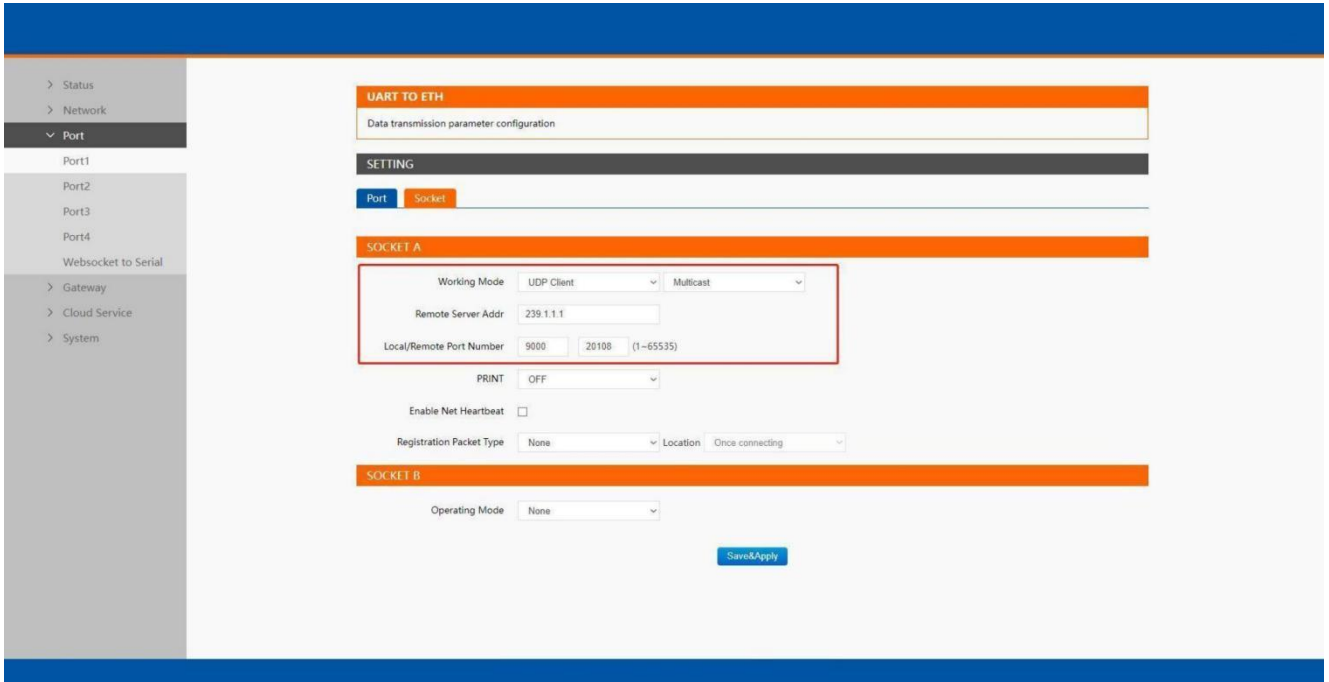 Status
Network
Port
Port1
Port2
Port3
Port4
Websocket to Serial
Gateway
Cloud Service
System
UART TO ETH
Data transmission parameter configuration
SETTING
Port Socket
SOCKET A
Working Mode UDP Client Multicast
Remote Server Addr 239.1.1.1
Local/Remote Port Number 9000 20108 (1~65535)
PRINT OFF
Enable Net Heartbeat
Registration Packet Type None Location Once connecting
SOCKET B
Operating Mode None
Save&Apply